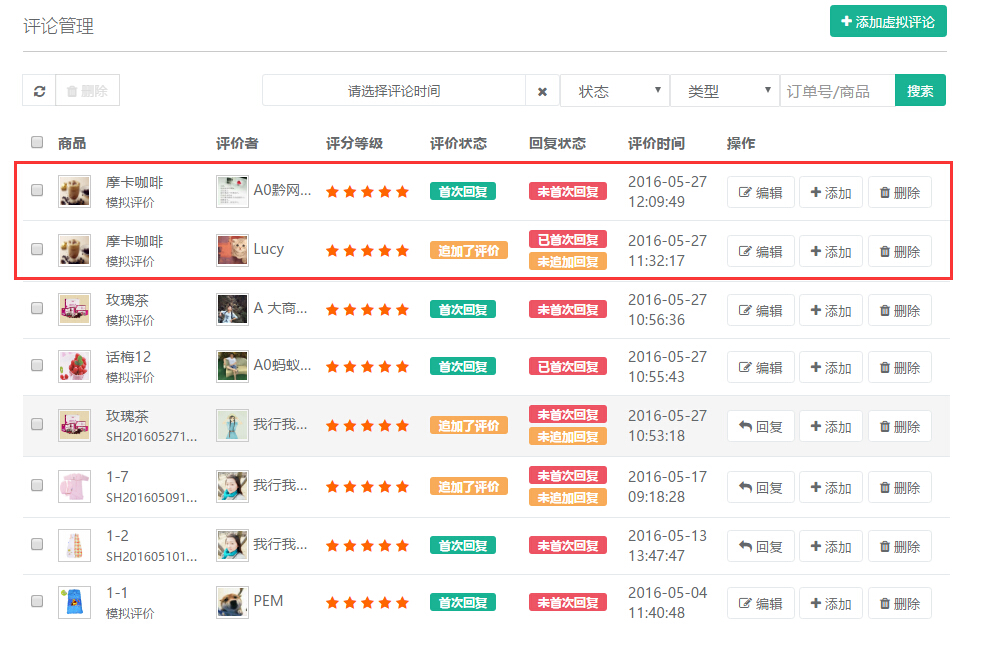 评论管理
添加虚拟评论
删除
请选择评论时间
状态
类型
订单号/商品
搜索
商品 评价者 评分等级 评价状态 回复状态 评价时间 操作
摩卡咖啡
模拟评价
A0黔网...
首次回复
未首次回复
2016-05-27
12:09:49
编辑 添加 删除
摩卡咖啡
模拟评价
Lucy
追加了评价
已首次回复
未追加回复
2016-05-27
11:32:17
编辑 添加 删除
玫瑰茶
模拟评价
A 大商...
首次回复
未首次回复
2016-05-27
10:56:36
编辑 添加 删除
话梅12
模拟评价
A0蚂蚁...
首次回复
已首次回复
2016-05-27
10:55:43
编辑 添加 删除
玫瑰茶
SH201605271...
我行我...
追加了评价
未首次回复
未追加回复
2016-05-27
10:53:18
回复 添加 删除
1-7
SH201605091...
我行我...
追加了评价
未首次回复
未追加回复
2016-05-17
09:18:28
回复 添加 删除
1-2
SH201605101...
我行我...
首次回复
未首次回复
2016-05-13
13:47:47
回复 添加 删除
1-1
模拟评价
PEM
首次回复
未首次回复
2016-05-04
11:40:48
编辑 添加 删除